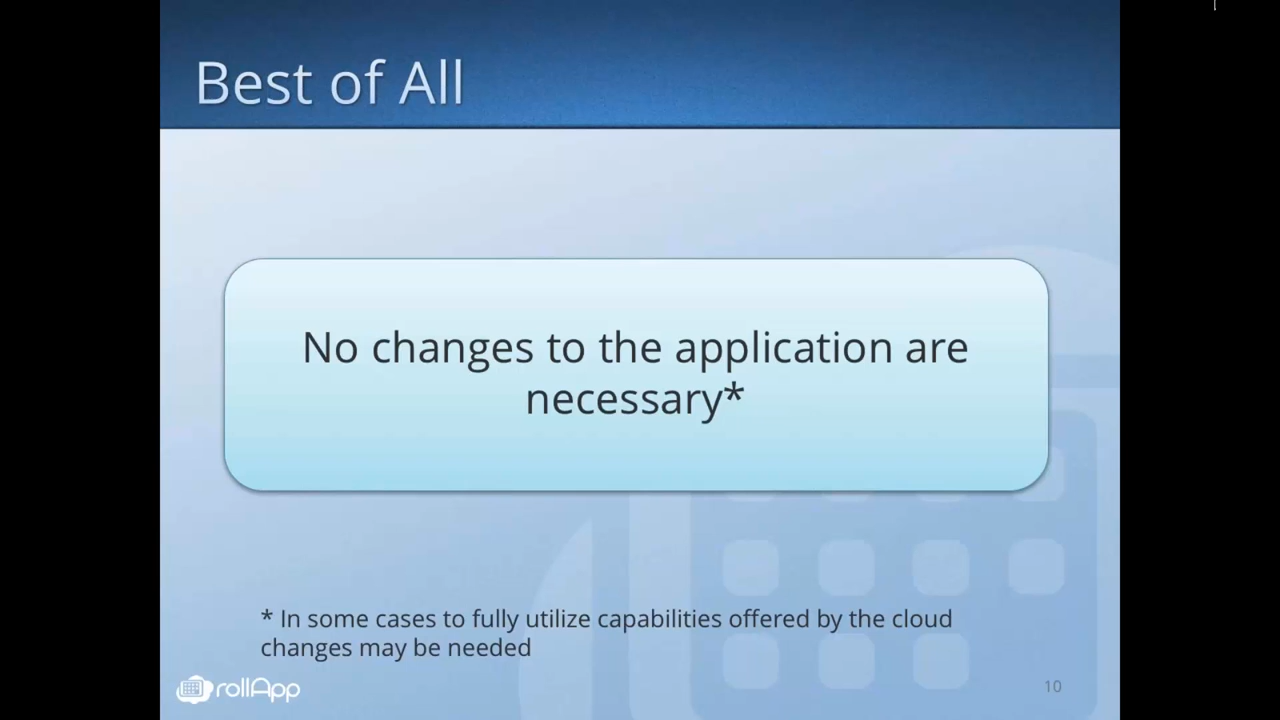 Best of All
No changes to the application are
necessary*
* In some cases to fully utilize capabilities offered by the cloud
changes may be needed
rollApp
10